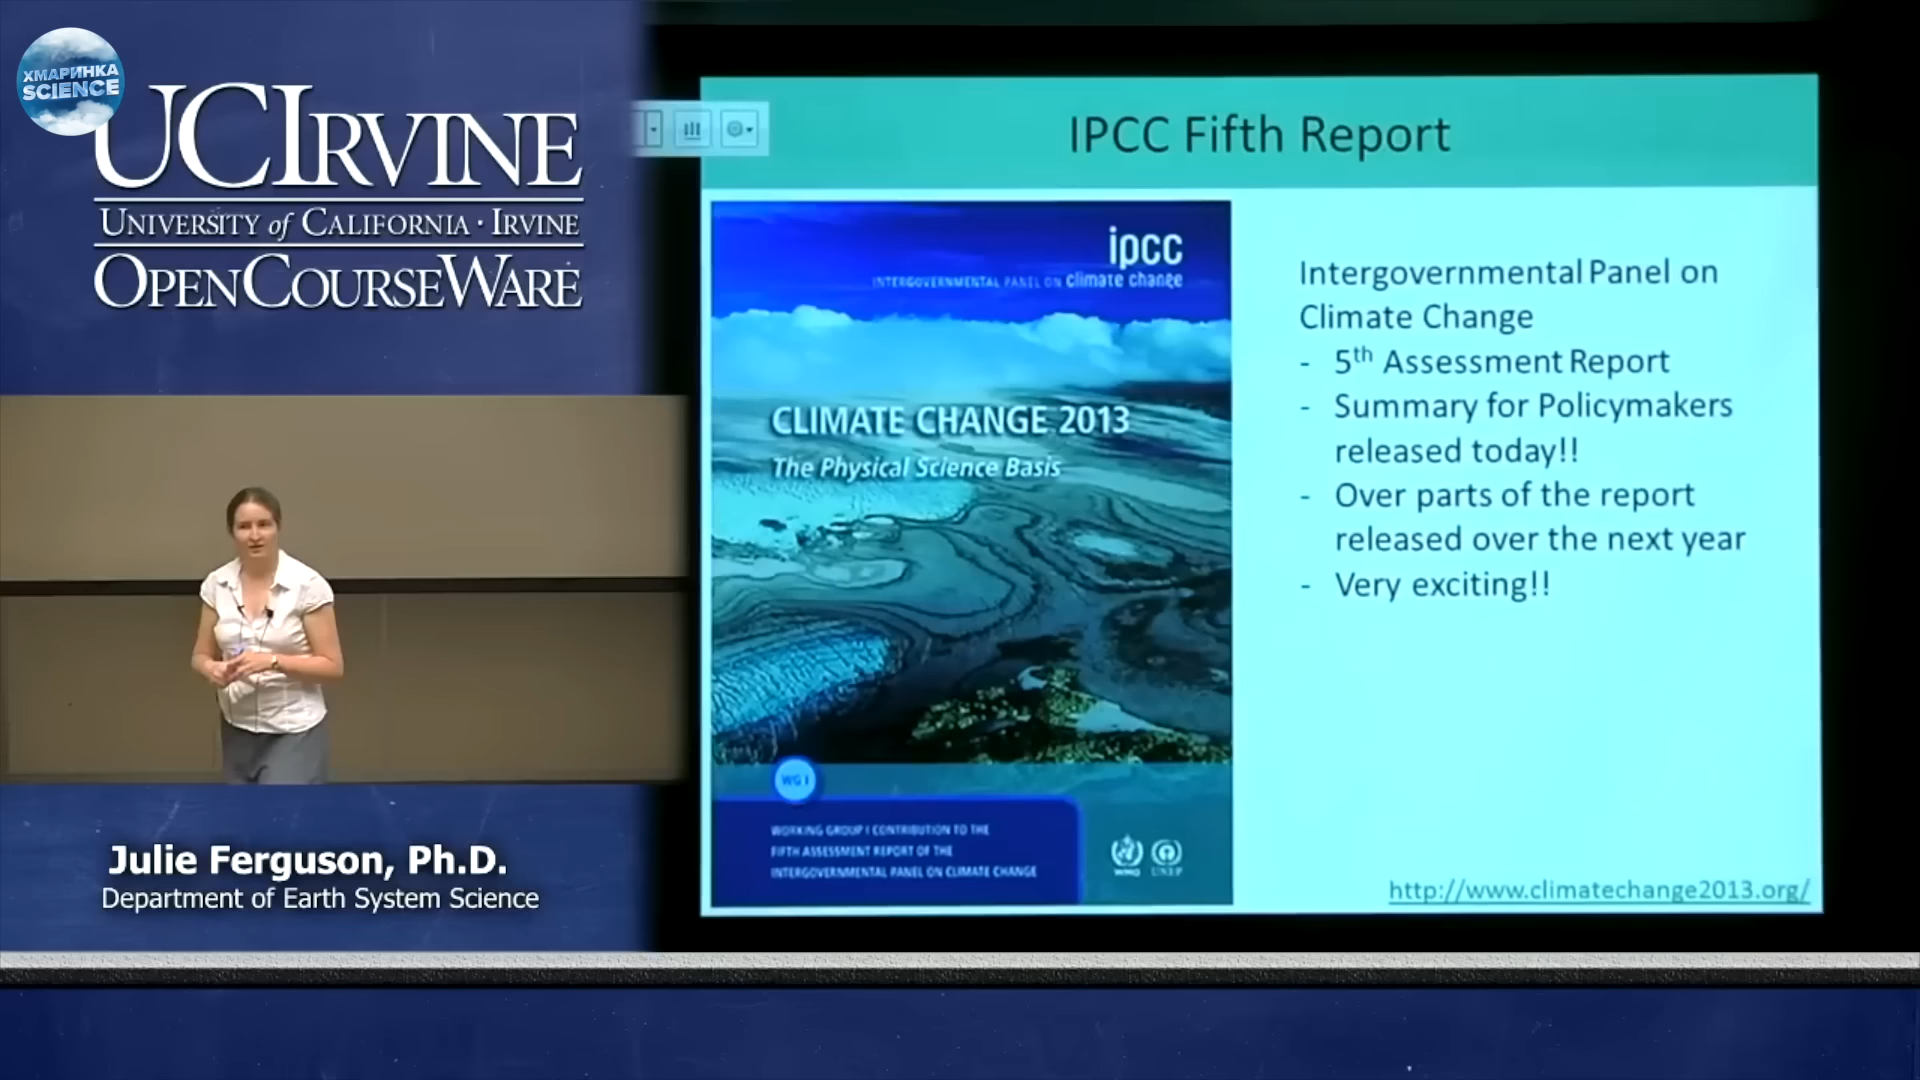 ХМАРИНКА
SCIENCE
UCIRVINE
UNIVERSITY of CALIFORNIA · IRVINE
OPENCOURSEWARE
Julie Ferguson, Ph.D.
Department of Earth System Science
IPCC Fifth Report
ipcc
INTERGOVERNMENTAL PANEL ON climate change
CLIMATE CHANGE 2013
The Physical Science Basis
WG I
WORKING GROUP I CONTRIBUTION TO THE
FIFTH ASSESSMENT REPORT OF THE
INTERGOVERNMENTAL PANEL ON CLIMATE CHANGE
WMO UNEP
Intergovernmental Panel on
Climate Change
- 5th Assessment Report
- Summary for Policymakers
released today!!
- Over parts of the report
released over the next year
- Very exciting!!
http://www.climatechange2013.org/